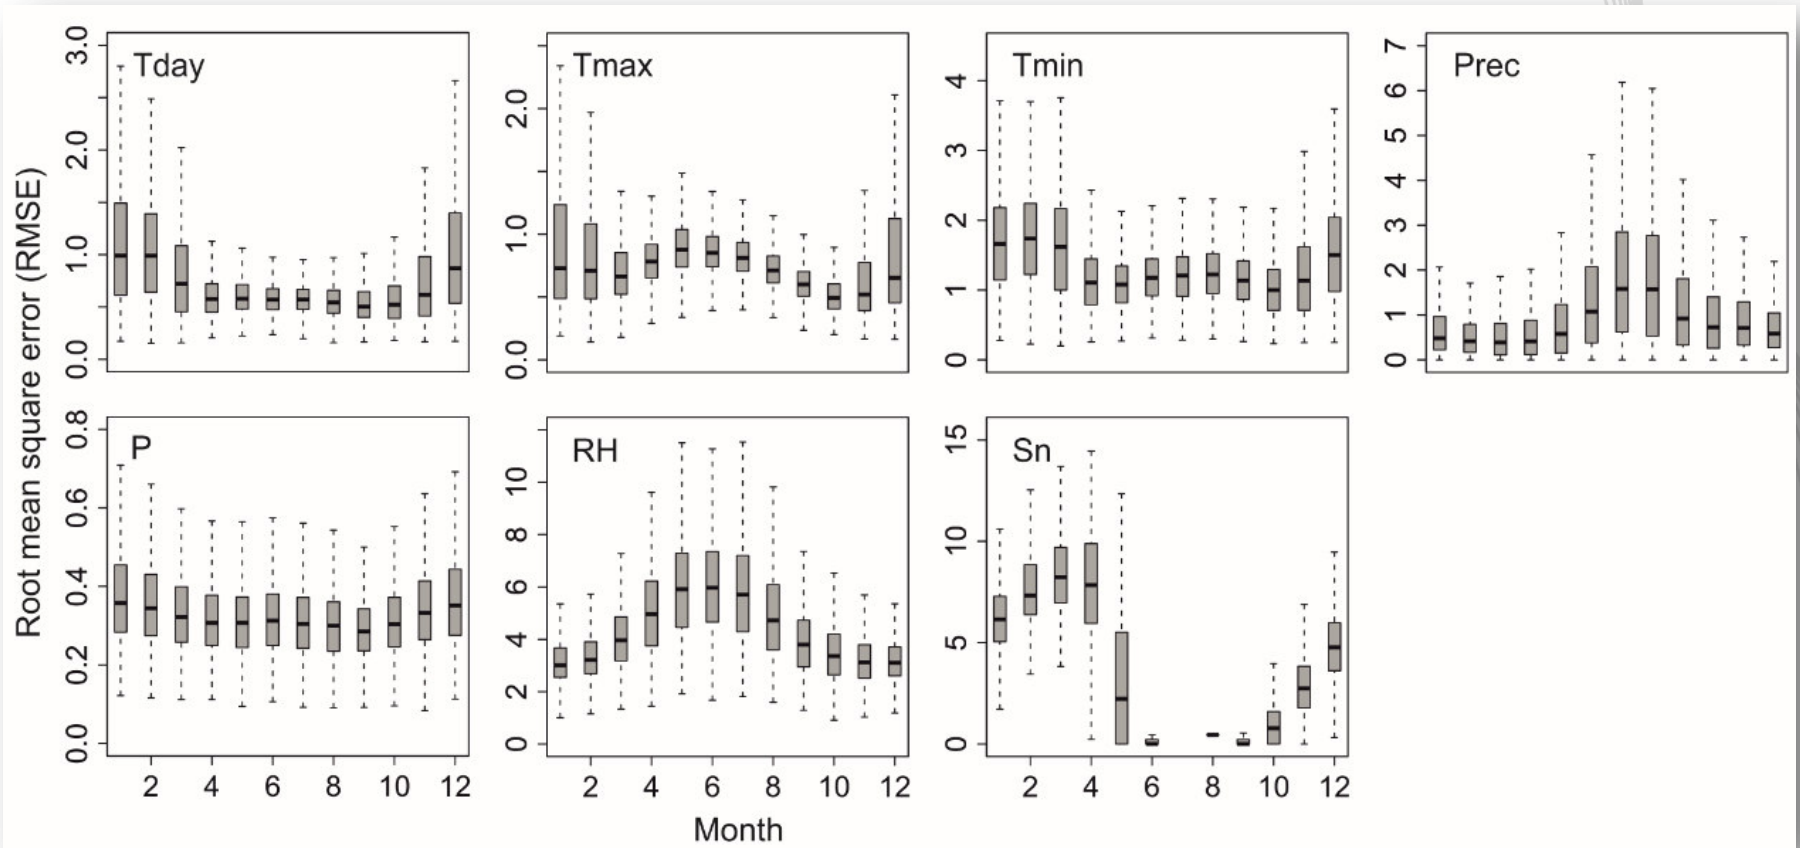 Root mean square error (RMSE)
Tday
0.0 1.0 2.0 3.0
Tmax
0.0 1.0 2.0
Tmin
0 1 2 3 4
Prec
0 1 2 3 4 5 6 7
P
0.0 0.2 0.4 0.6 0.8
RH
0 2 4 6 8 10
Sn
0 5 10 15
2 4 6 8 10 12
2 4 6 8 10 12
2 4 6 8 10 12
Month